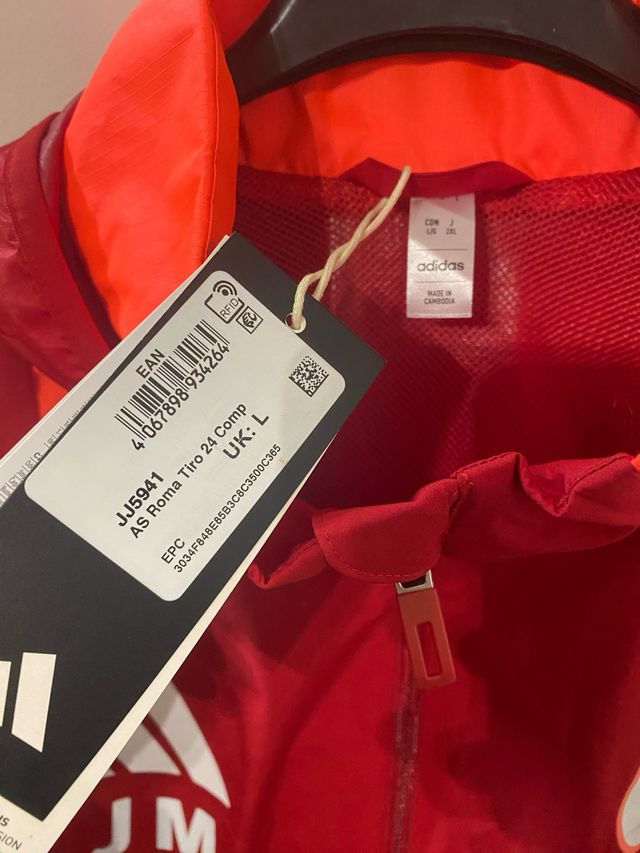 CDN J
L/G 2XL
adidas
MADE IN
CAMBODIA
RFID
EAN
4 067898 934264
JJ5941
AS Roma Tiro 24 Comp
UK: L
EPC
3034F848E85B3C8C3500C365
JM